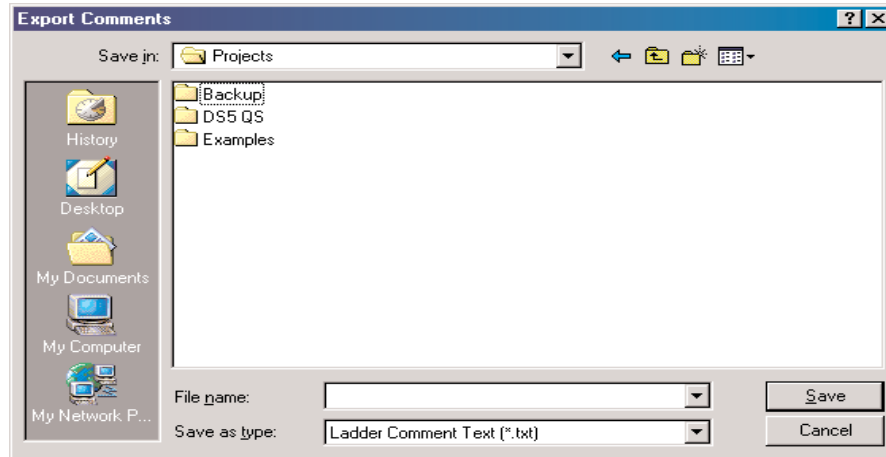 Export Comments
Save in: Projects
Backup
DS5 QS
Examples
History
Desktop
My Documents
My Computer
My Network P...
File name:
Save
Save as type: Ladder Comment Text (*.txt)
Cancel